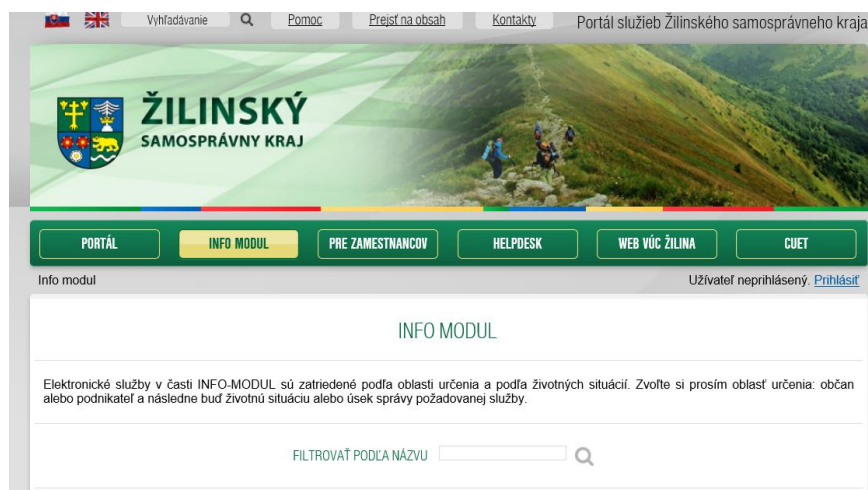 Vyhľadávanie Pomoc Prejsť na obsah Kontakty Portál služieb Žilinského samosprávneho kraja
ŽILINSKÝ
SAMOSPRÁVNY KRAJ
PORTÁL INFO MODUL PRE ZAMESTNANCOV HELPDESK WEB VÚC ŽILINA CUET
Info modul Užívateľ neprihlásený. Prihlásiť
INFO MODUL
Elektronické služby v časti INFO-MODUL sú zatriedené podľa oblasti určenia a podľa životných situácií. Zvoľte si prosím oblasť určenia: občan
alebo podnikateľ a následne buď životnú situáciu alebo úsek správy požadovanej služby.
FILTROVAŤ PODĽA NÁZVU